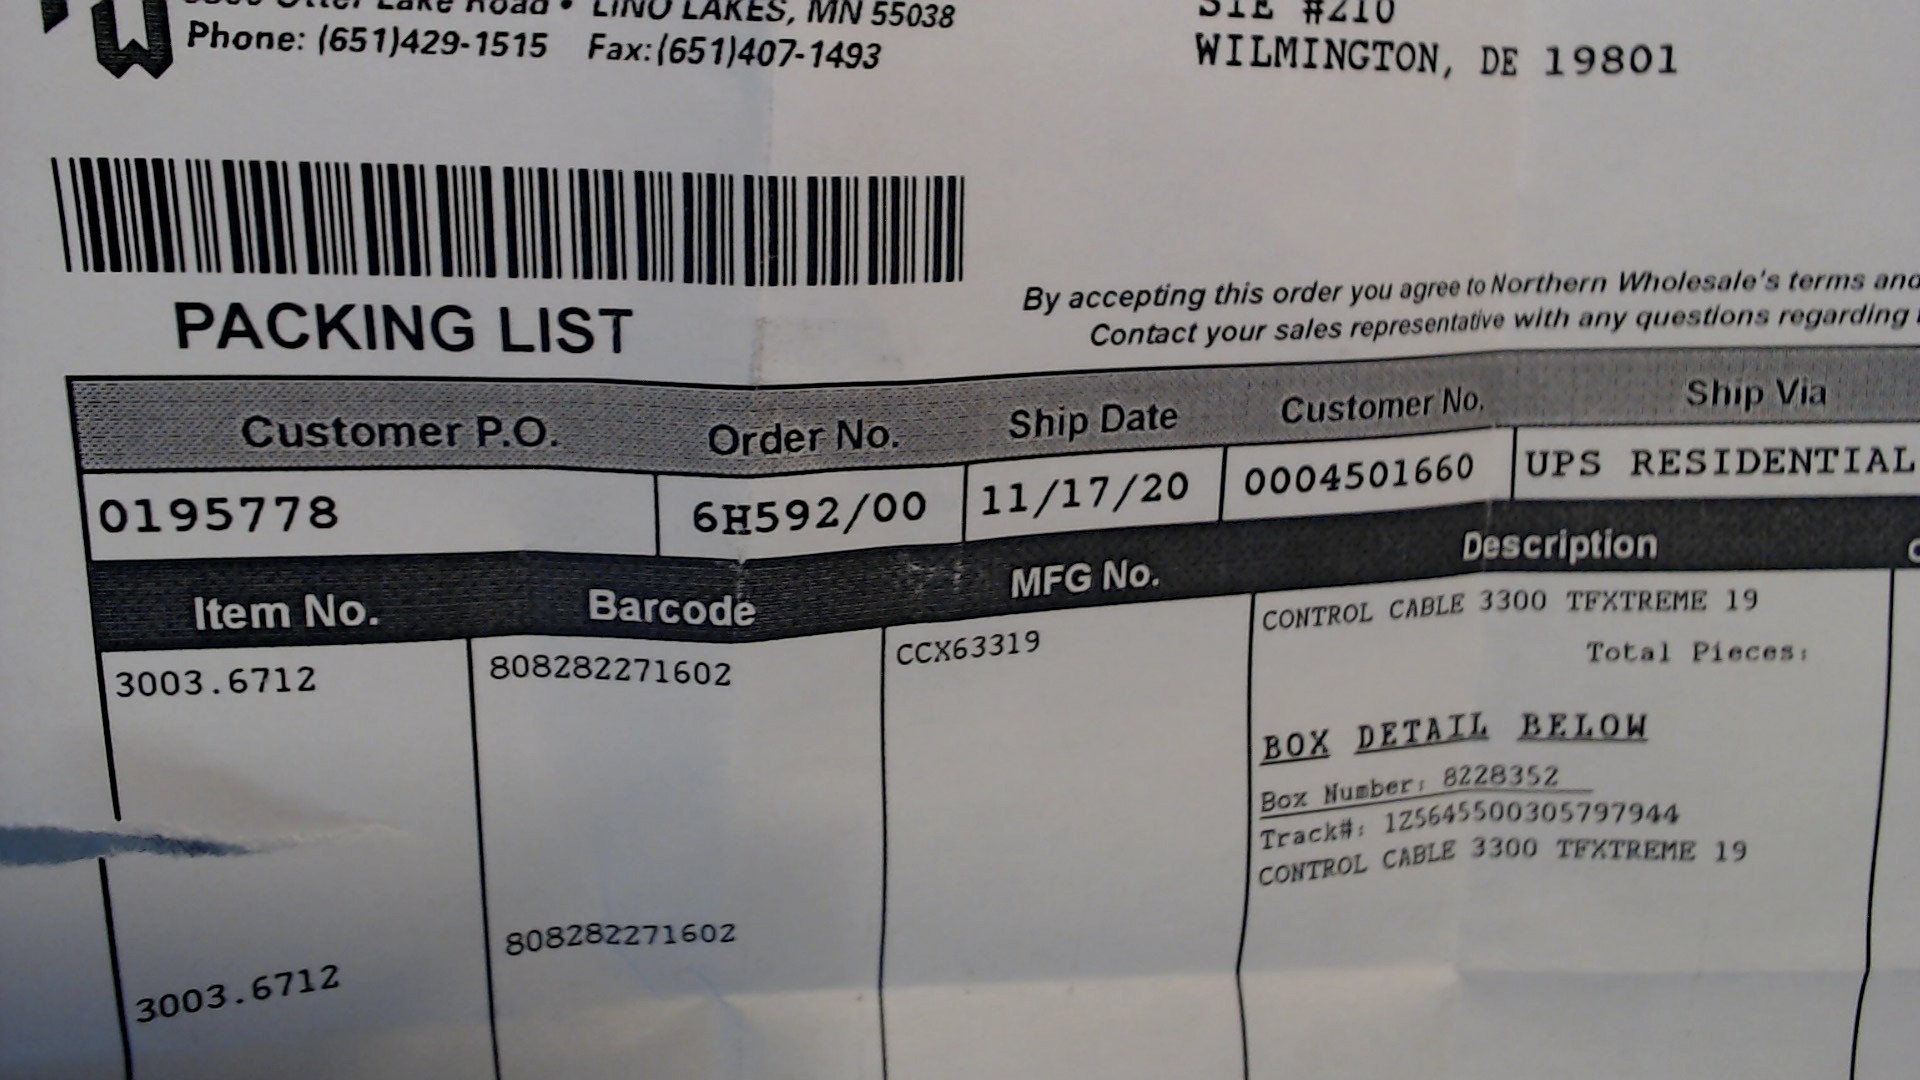 Otter Lake Road • LINO LAKES, MN 55038
Phone: (651)429-1515 Fax:(651)407-1493
STE #210
WILMINGTON, DE 19801
PACKING LIST
By accepting this order you agree to Northern Wholesale's terms and
Contact your sales representative with any questions regarding
Customer P.O. Order No. Ship Date Customer No. Ship Via
0195778 6H592/00 11/17/20 0004501660 UPS RESIDENTIAL
Item No. Barcode MFG No. Description
3003.6712 808282271602 CCX63319 CONTROL CABLE 3300 TFXTREME 19
Total Pieces:
BOX DETAIL BELOW
Box Number: 8228352
Track#: 1Z5645500305797944
CONTROL CABLE 3300 TFXTREME 19
3003.6712 808282271602